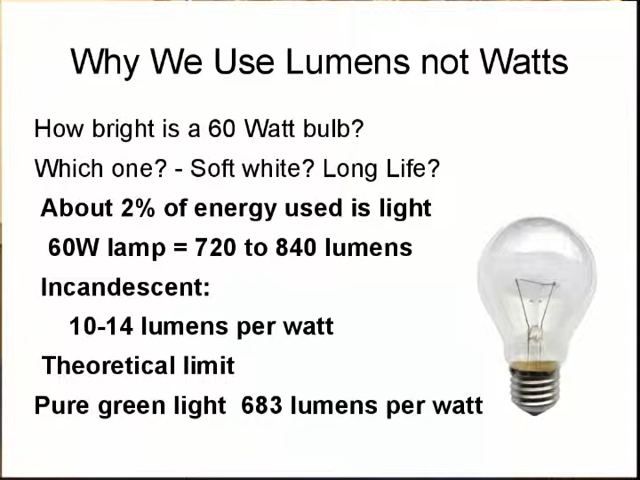 Why We Use Lumens not Watts
How bright is a 60 Watt bulb?
Which one? - Soft white? Long Life?
About 2% of energy used is light
60W lamp = 720 to 840 lumens
Incandescent:
10-14 lumens per watt
Theoretical limit
Pure green light 683 lumens per watt